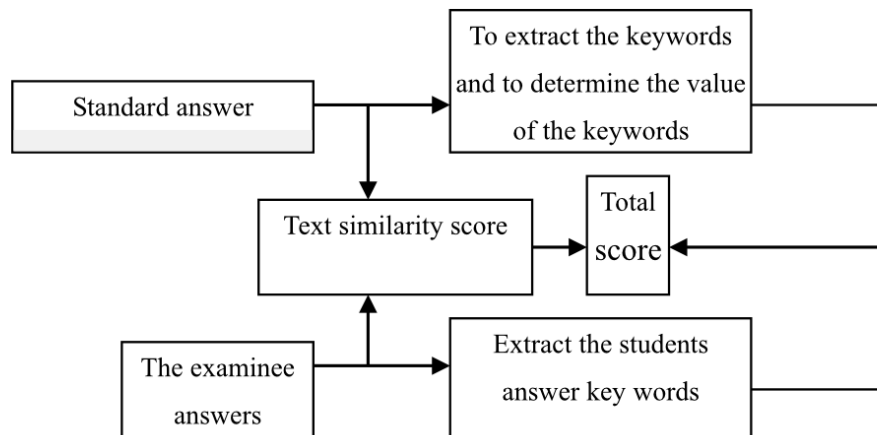 To extract the keywords
and to determine the value
of the keywords
Standard answer
Text similarity score
Total
score
The examinee
answers
Extract the students
answer key words